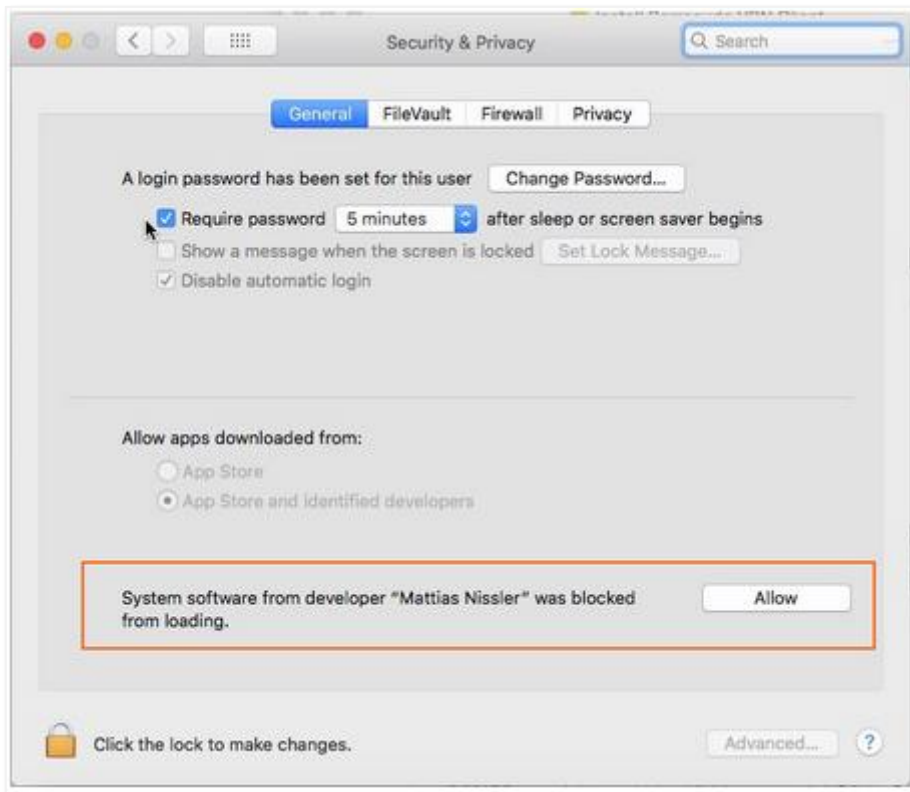 Security & Privacy
Search
General FileVault Firewall Privacy
A login password has been set for this user Change Password...
Require password 5 minutes after sleep or screen saver begins
Show a message when the screen is locked Set Lock Message...
Disable automatic login
Allow apps downloaded from:
App Store
App Store and identified developers
System software from developer “Mattias Nissler” was blocked Allow
from loading.
Click the lock to make changes. Advanced... ?